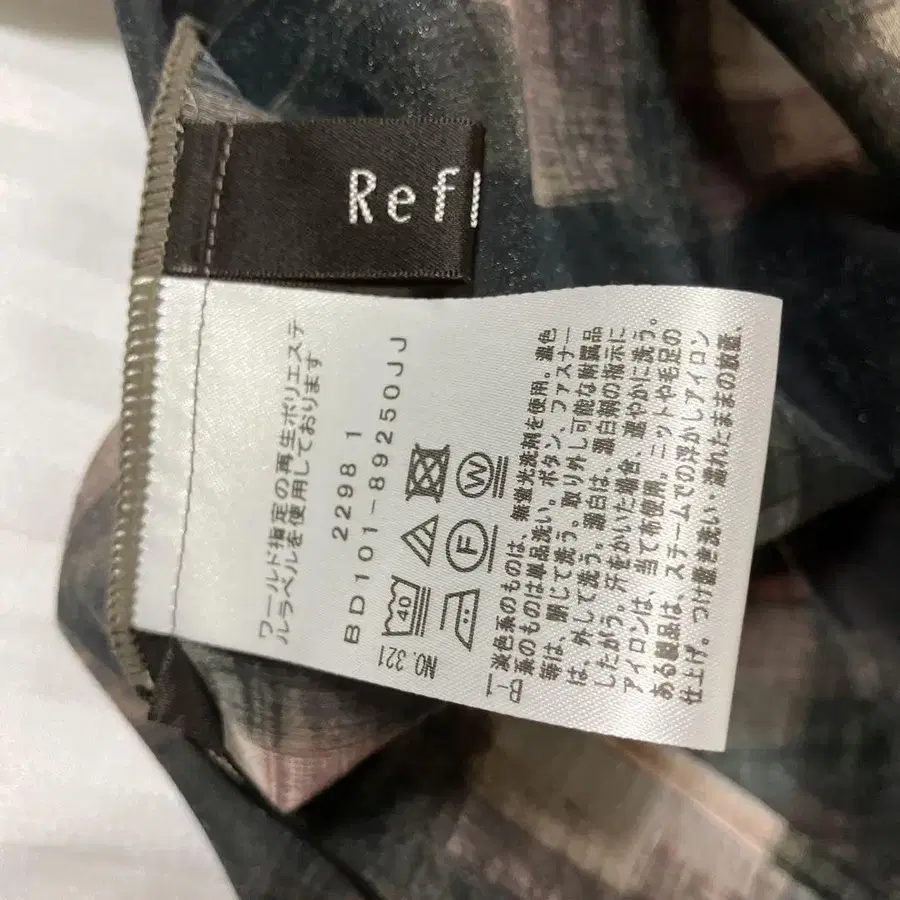 Ref
ワールド指定の再生ポリエステ
ルラベルを使用しております
2298 1
BD101-89250JJ
NO.321
40
F
W
淡色系のものは、無蛍光洗剤を使用。濃色
系のものは単品洗い。ボタン、ファスナー
等は、閉じて洗う。取り外し可能な附属品
は、外して洗う。漂白は、漂白剤の指示に
したがう。汗をかいた場合、速やかに洗う。
アイロンは、当て布使用。ニットや毛足の
ある製品は、スチームでの浮かしアイロン
仕上げ。つけ置き洗い・濡れたままの放置、